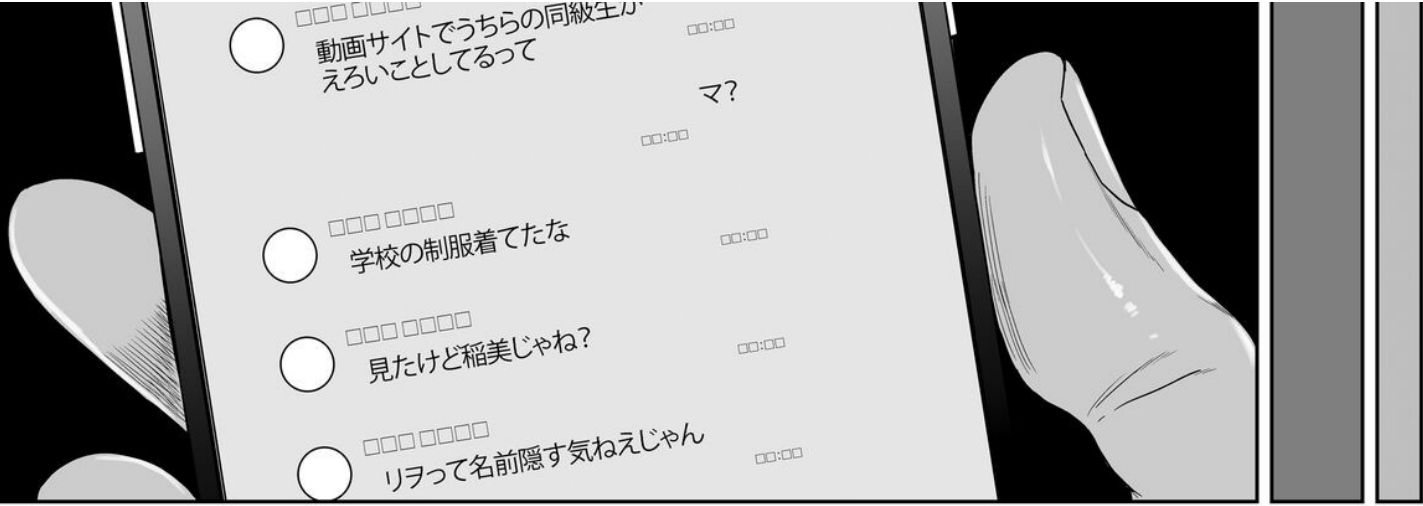 □□□ □□□□
動画サイトでうちらの同級生が
えろいことしてるって
□□:□□
マ?
□□:□□
□□□ □□□□
学校の制服着てたな
□□:□□
□□□ □□□□
見たけど稲美じゃね?
□□:□□
□□□ □□□□
リヲって名前隠す気ねえじゃん
□□:□□